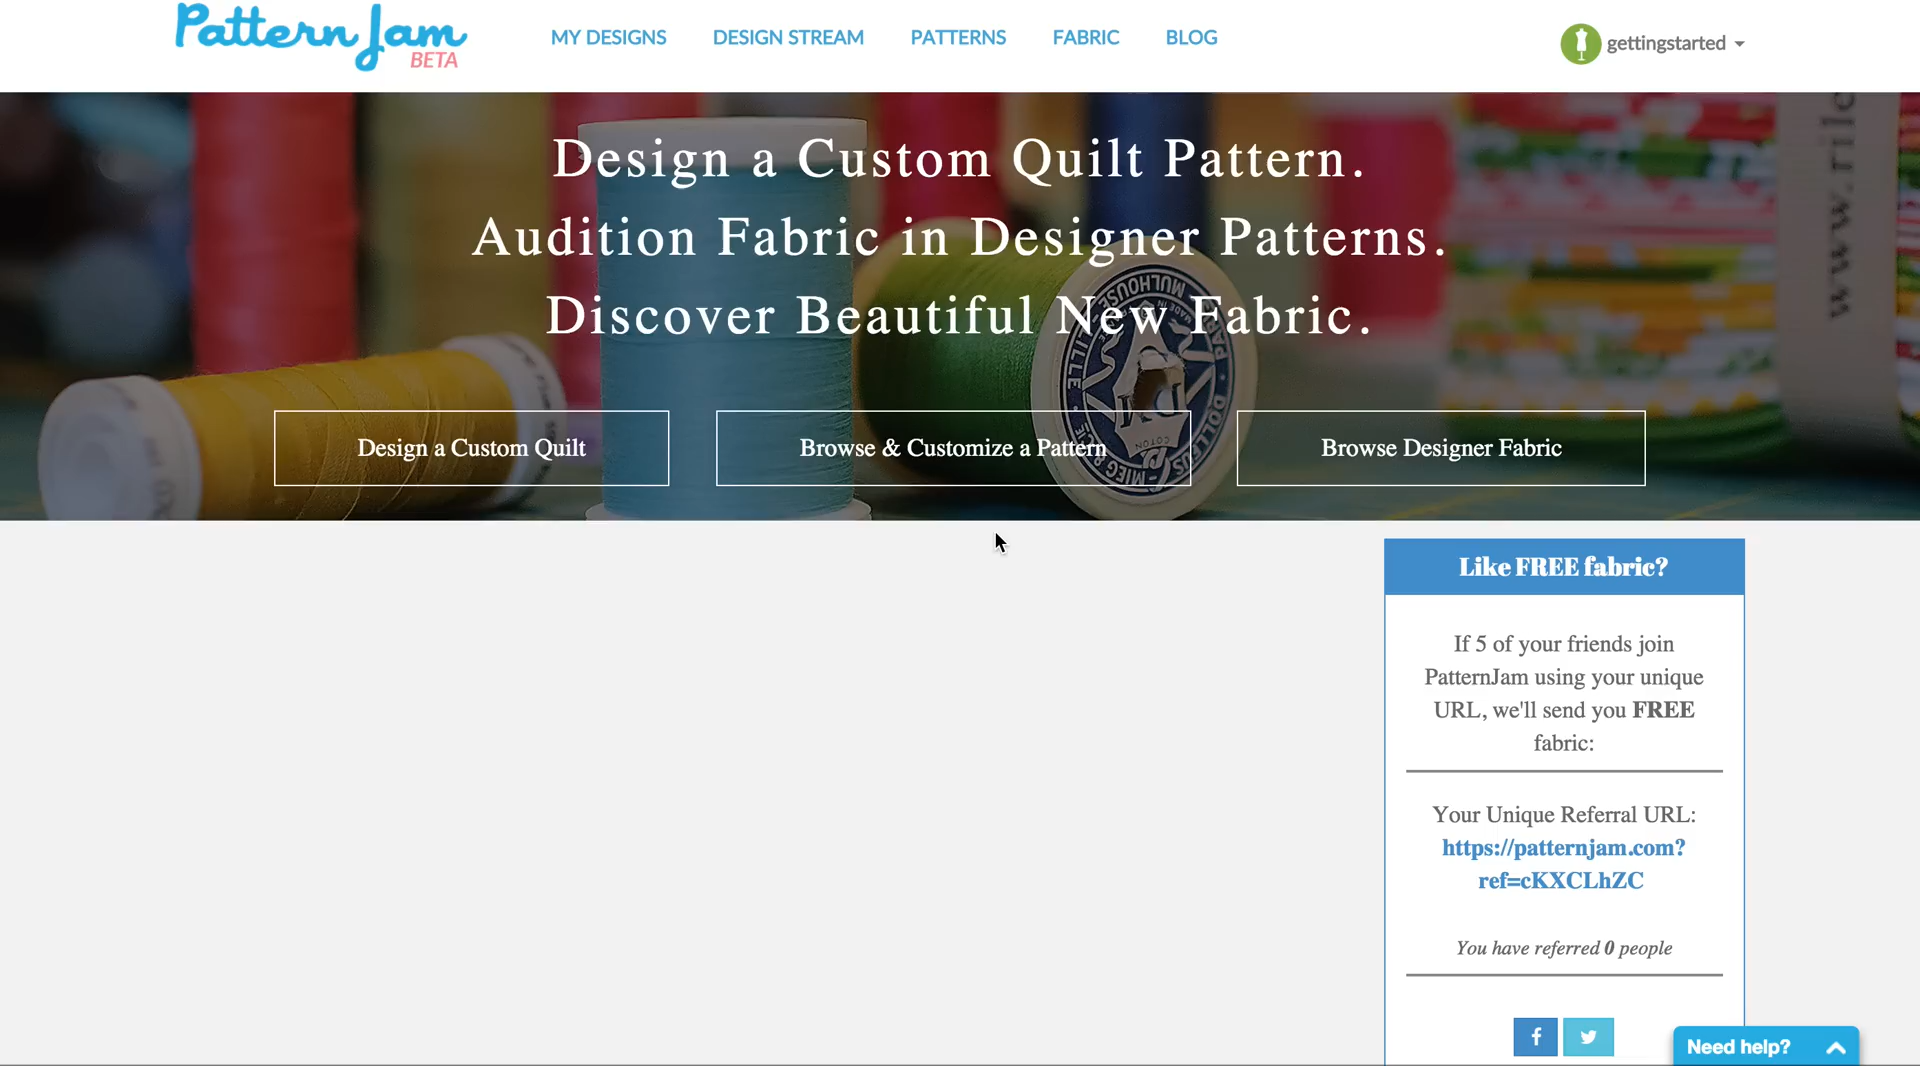 Pattern Jam
BETA
MY DESIGNS
DESIGN STREAM
PATTERNS
FABRIC
BLOG
gettingstarted
Design a Custom Quilt Pattern.
Audition Fabric in Designer Patterns.
Discover Beautiful New Fabric.
Design a Custom Quilt
Browse & Customize a Pattern
Browse Designer Fabric
Like FREE fabric?
If 5 of your friends join
PatternJam using your unique
URL, we'll send you FREE
fabric:
Your Unique Referral URL:
https://patternjam.com?
ref=cKXCLhZC
You have referred 0 people
Need help?